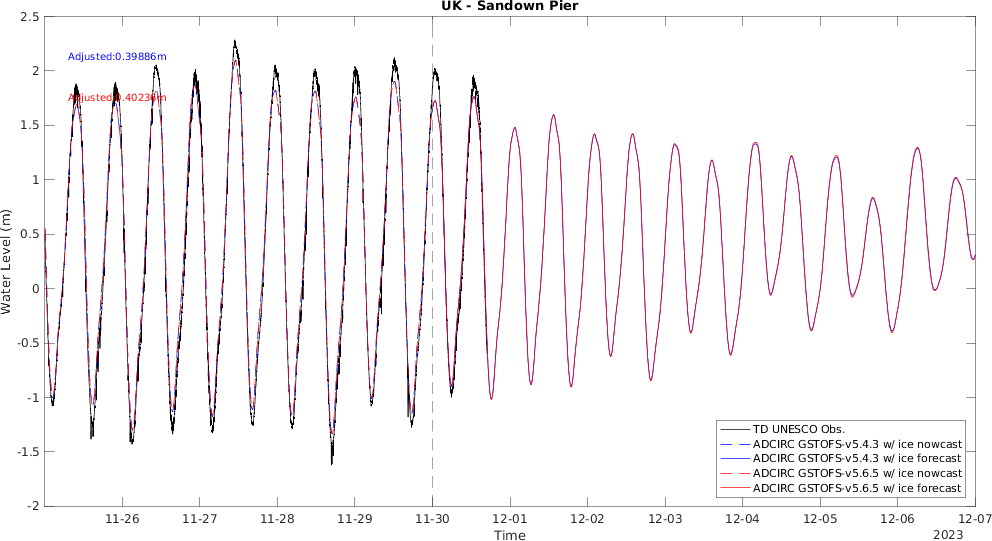 UK - Sandown Pier
2.5
2
1.5
1
0.5
0
-0.5
-1
-1.5
-2
Water Level (m)
Adjusted:0.39886m
Adjusted:0.40230m
TD UNESCO Obs.
ADCIRC GSTOFS-v5.4.3 w/ ice nowcast
ADCIRC GSTOFS-v5.4.3 w/ ice forecast
ADCIRC GSTOFS-v5.6.5 w/ ice nowcast
ADCIRC GSTOFS-v5.6.5 w/ ice forecast
11-26 11-27 11-28 11-29 11-30 12-01 12-02 12-03 12-04 12-05 12-06 12-07
Time
2023